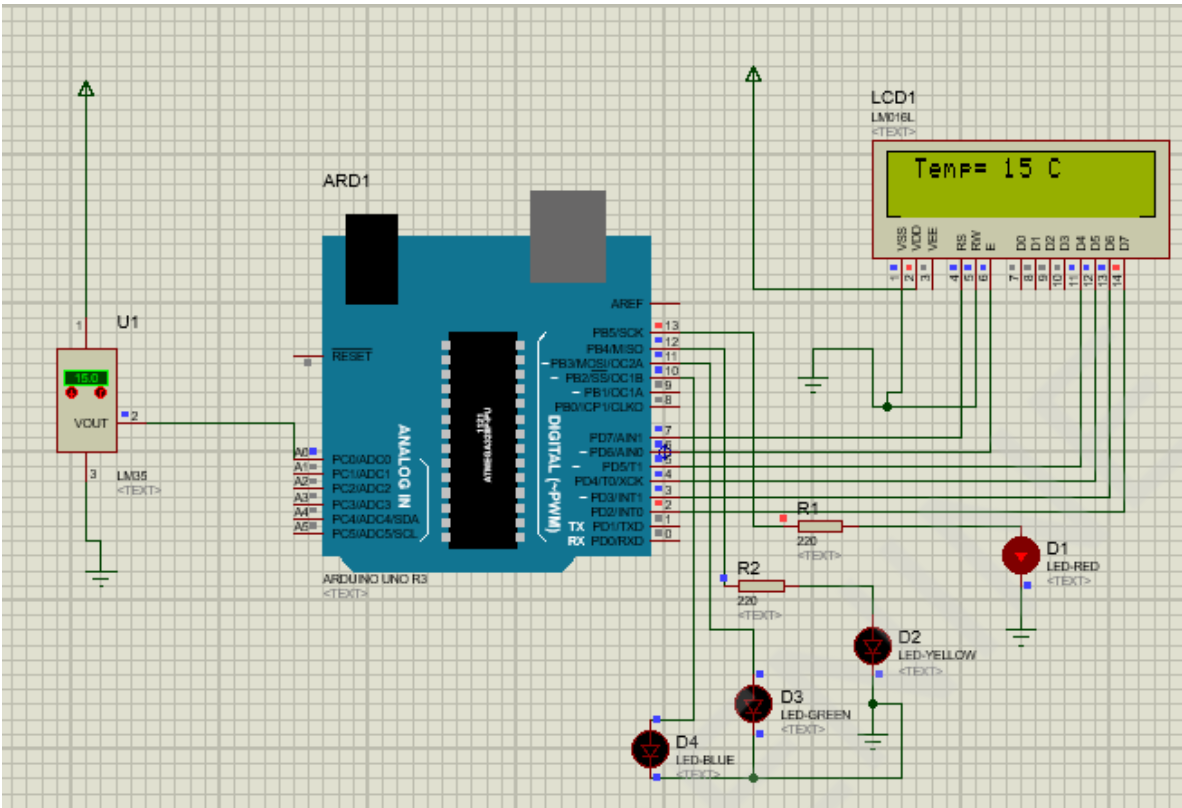 LCD1
LM016L
<TEXT>
Temp= 15 C
VSS
VDD
VEE
RS
RW
E
D0
D1
D2
D3
D4
D5
D6
D7
1
2
3
4
5
6
7
8
9
10
11
12
13
14
ARD1
AREF
RESET
PB5/SCK 13
PB4/MISO 12
PB3/MOSI/OC2A 11
PB2/SS/OC1B 10
PB1/OC1A 9
PB0/ICP1/CLKO 8
PD7/AIN1 7
PD6/AIN0
PD5/T1 5
PD4/T0/XCK 4
PD3/INT1 3
PD2/INT0 2
TX PD1/TXD 1
RX PD0/RXD 0
DIGITAL (~PWM)
ANALOG IN
A0 PC0/ADC0
A1 PC1/ADC1
A2 PC2/ADC2
A3 PC3/ADC3
A4 PC4/ADC4/SDA
A5 PC5/ADC5/SCL
ARDUINO UNO R3
<TEXT>
U1
1
15.0
VOUT
2
3
LM35
<TEXT>
R1
220
<TEXT>
D1
LED-RED
<TEXT>
R2
220
<TEXT>
D2
LED-YELLOW
<TEXT>
D3
LED-GREEN
<TEXT>
D4
LED-BLUE
<TEXT>